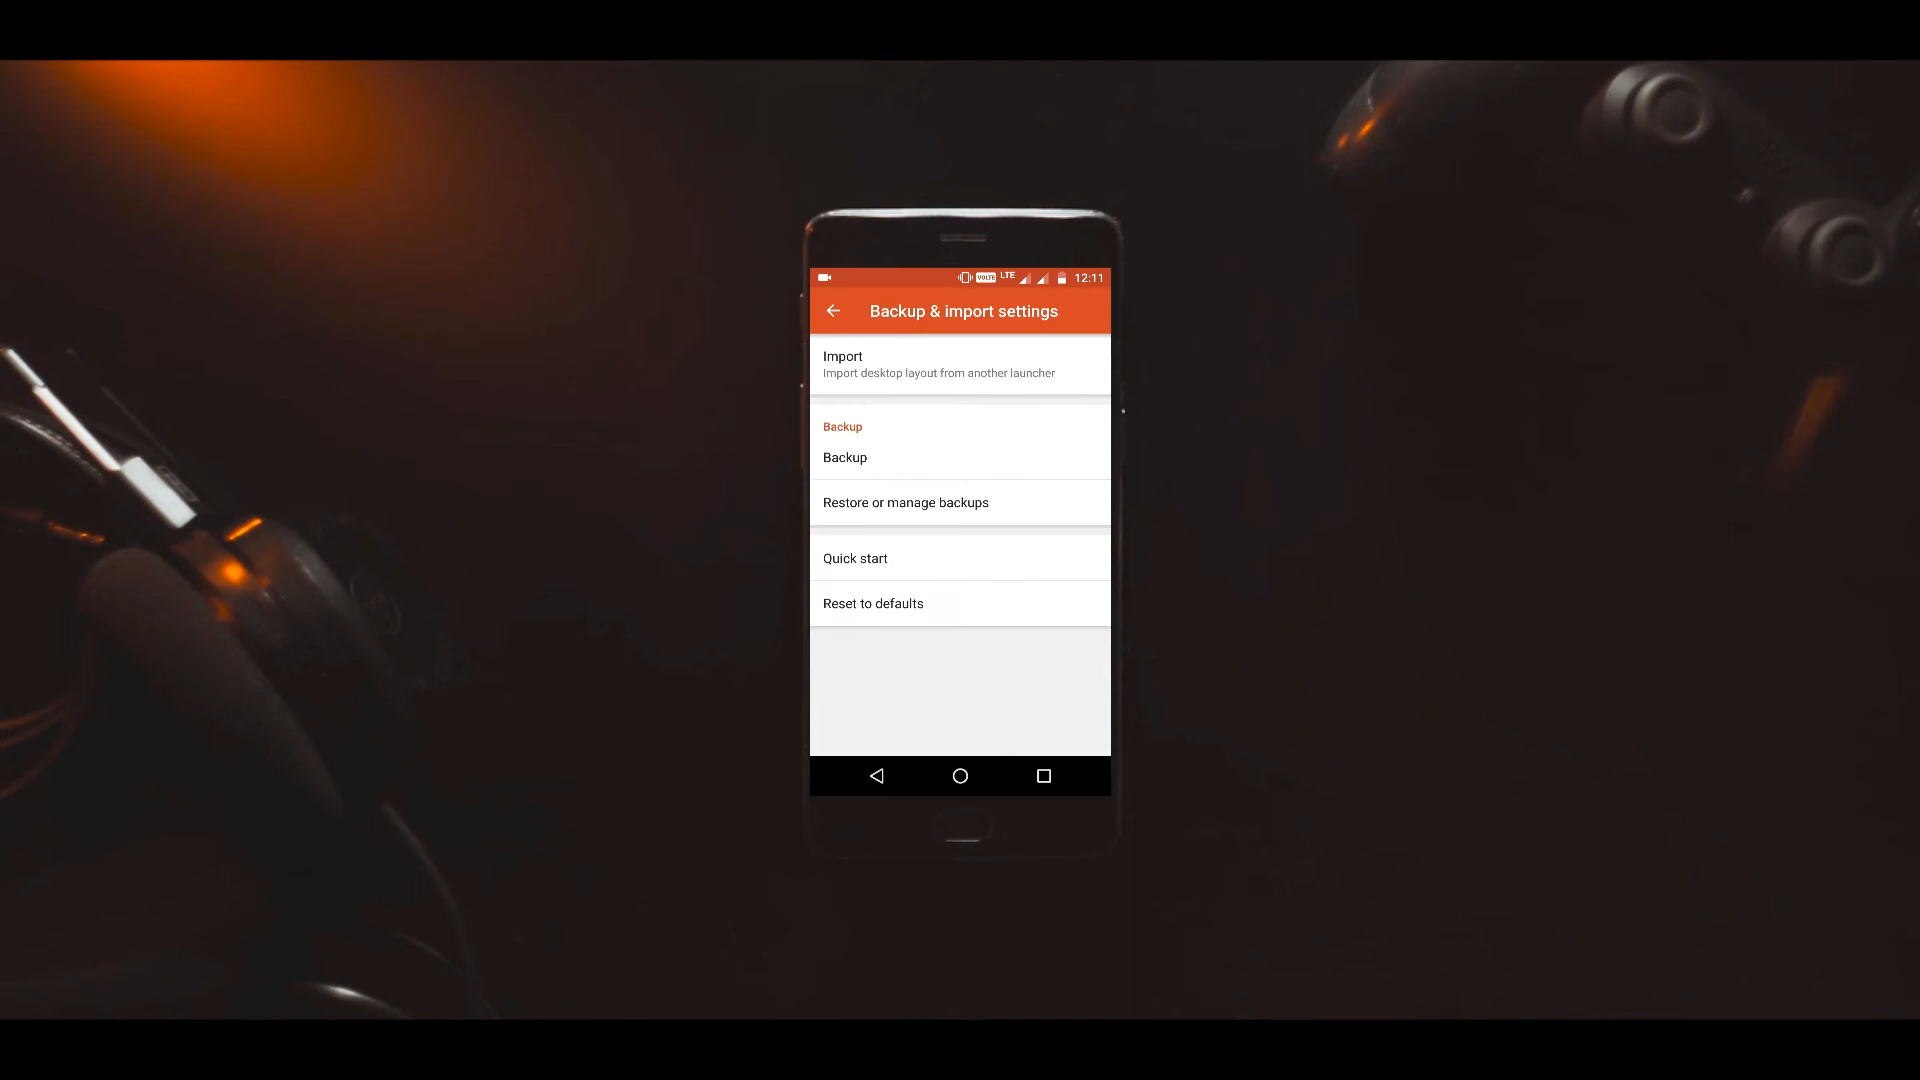 VOLTE LTE 12:11
Backup & import settings
Import
Import desktop layout from another launcher
Backup
Backup
Restore or manage backups
Quick start
Reset to defaults